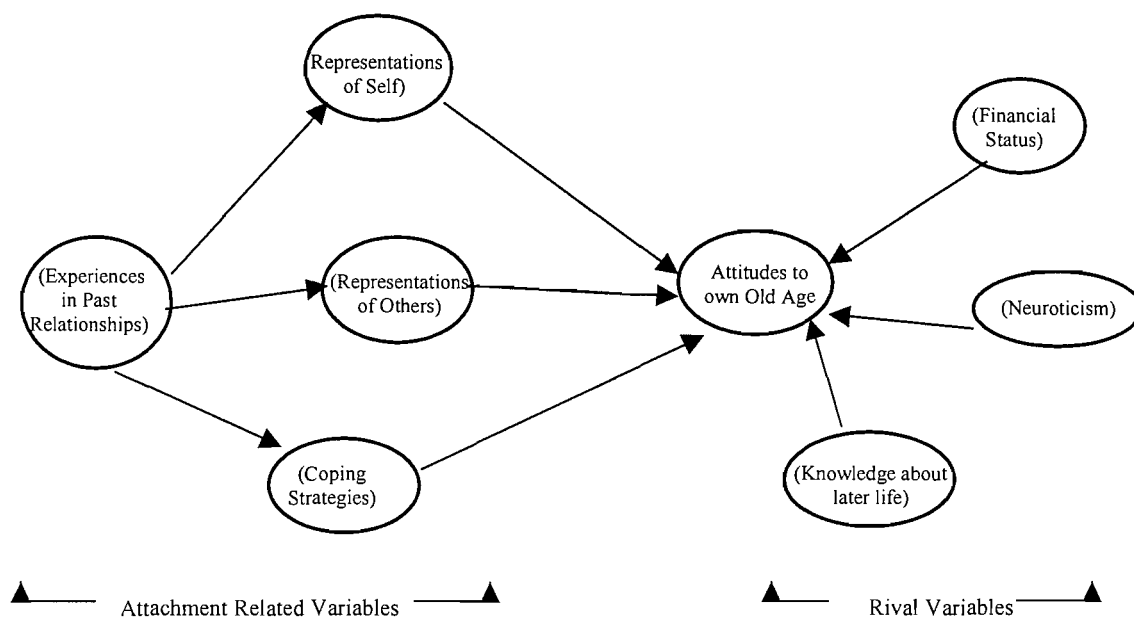 Representations
of Self)
(Financial
Status)
(Experiences
in Past
Relationships)
(Representations
of Others)
Attitudes to
own Old Age
(Neuroticism)
(Coping
Strategies)
(Knowledge about
later life)
Attachment Related Variables
Rival Variables